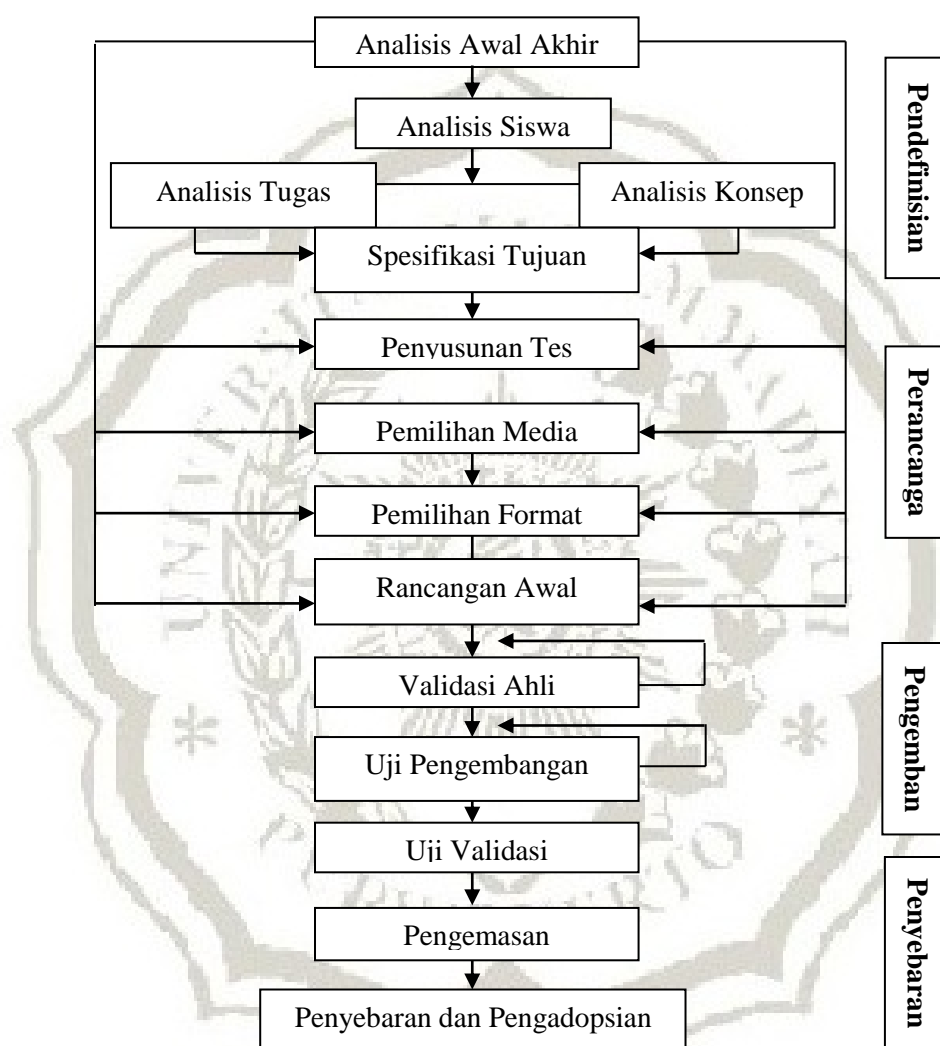 Analisis Awal Akhir
Analisis Siswa
Analisis Tugas
Analisis Konsep
Spesifikasi Tujuan
Pendefinisian
Penyusunan Tes
Pemilihan Media
Pemilihan Format
Rancangan Awal
Perancanga
Validasi Ahli
Uji Pengembangan
Pengemban
Uji Validasi
Pengemasan
Penyebaran dan Pengadopsian
Penyebaran